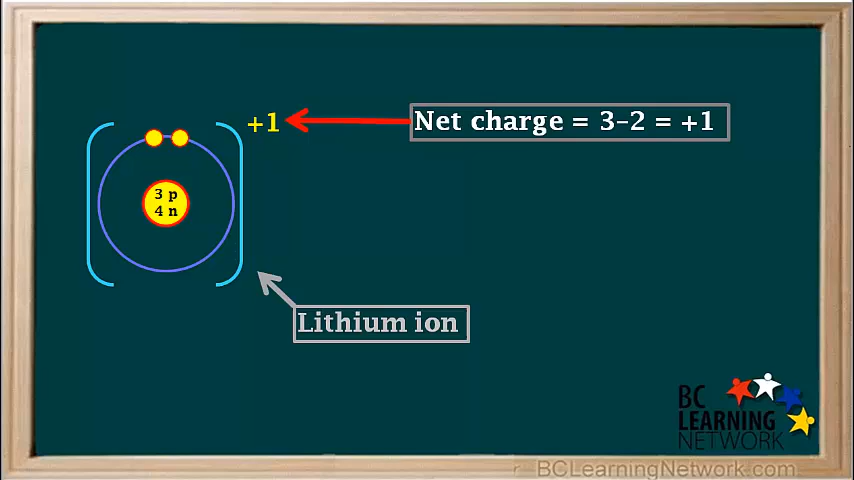 +1
Net charge = 3-2 = +1
3 p
4 n
Lithium ion
BC
LEARNING
NETWORK
BCLearningNetwork.com